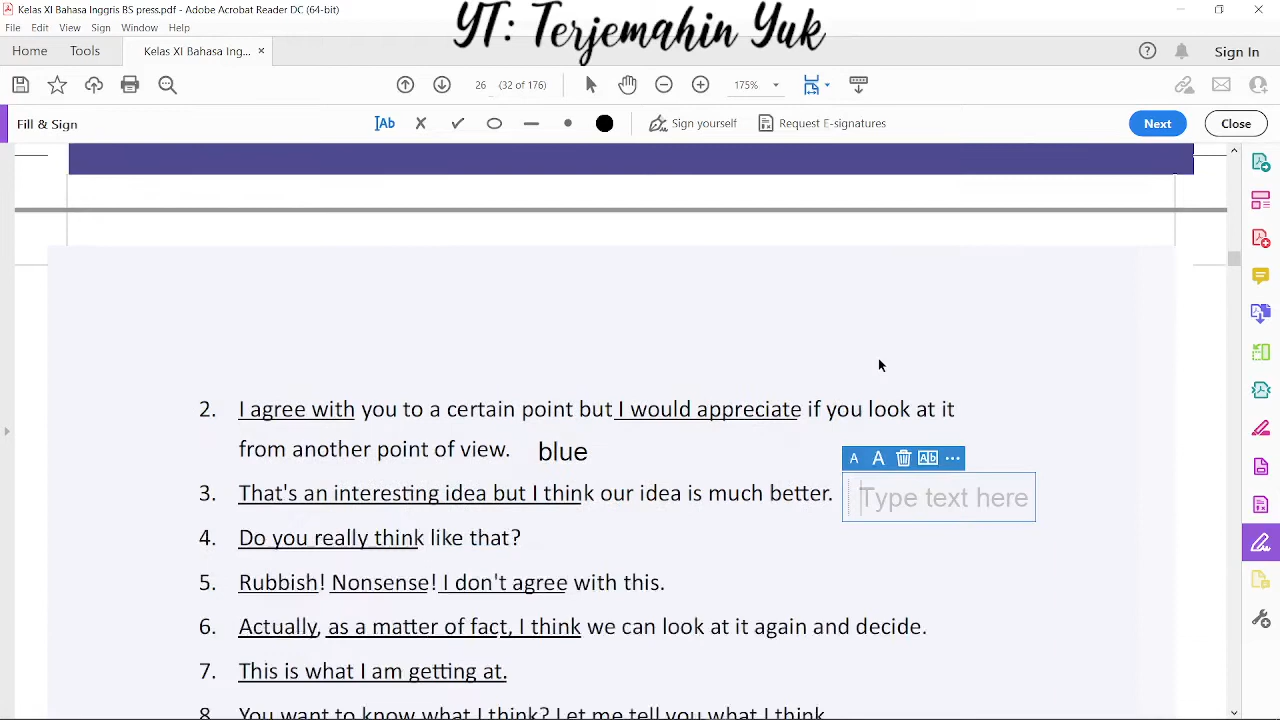 Kelas XI Bahasa Inggris BS press.pdf - Adobe Acrobat Reader DC (64-bit)
YT: Terjemahin Yuk
File Edit View Sign Window Help
Home Tools Kelas XI Bahasa Ing... × Sign In
26 (32 of 176) 175%
Fill & Sign Ab Sign yourself Request E-signatures Next Close
2. I agree with you to a certain point but I would appreciate if you look at it
from another point of view. blue
A A Ab ...
3. That's an interesting idea but I think our idea is much better. Type text here
4. Do you really think like that?
5. Rubbish! Nonsense! I don't agree with this.
6. Actually, as a matter of fact, I think we can look at it again and decide.
7. This is what I am getting at.
8. You want to know what I think? Let me tell you what I think